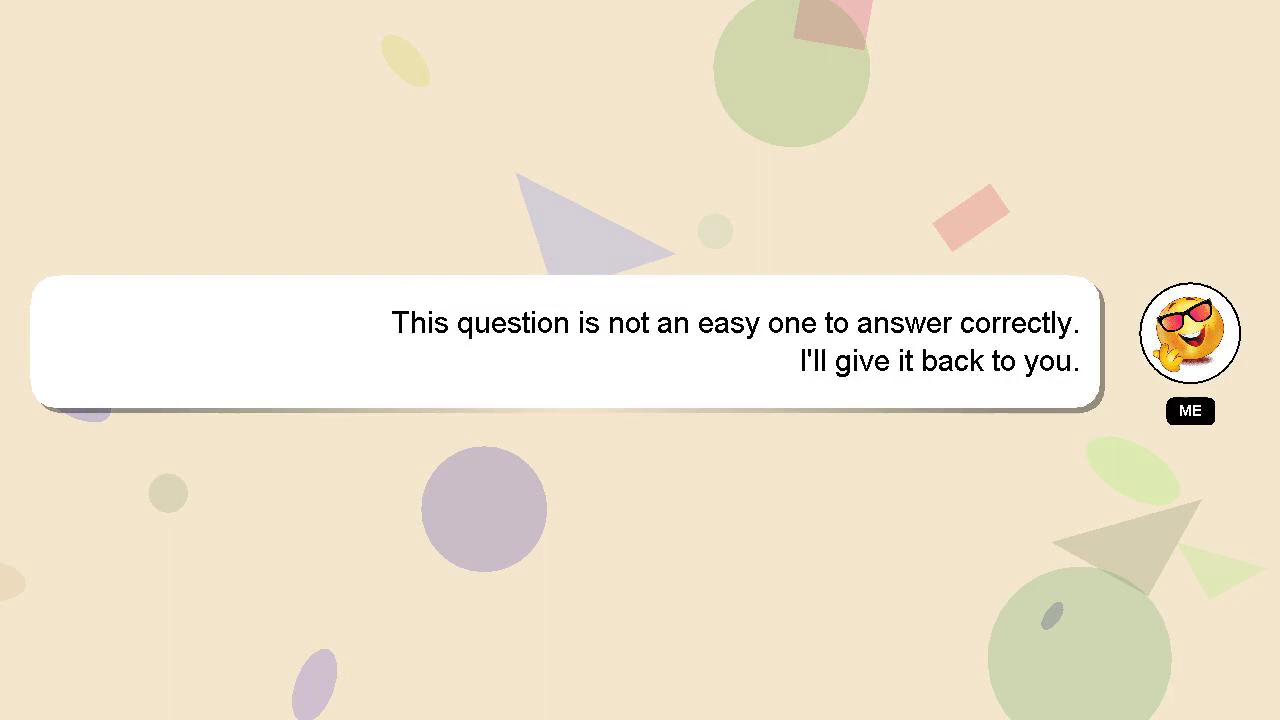 This question is not an easy one to answer correctly.
I'll give it back to you.
ME